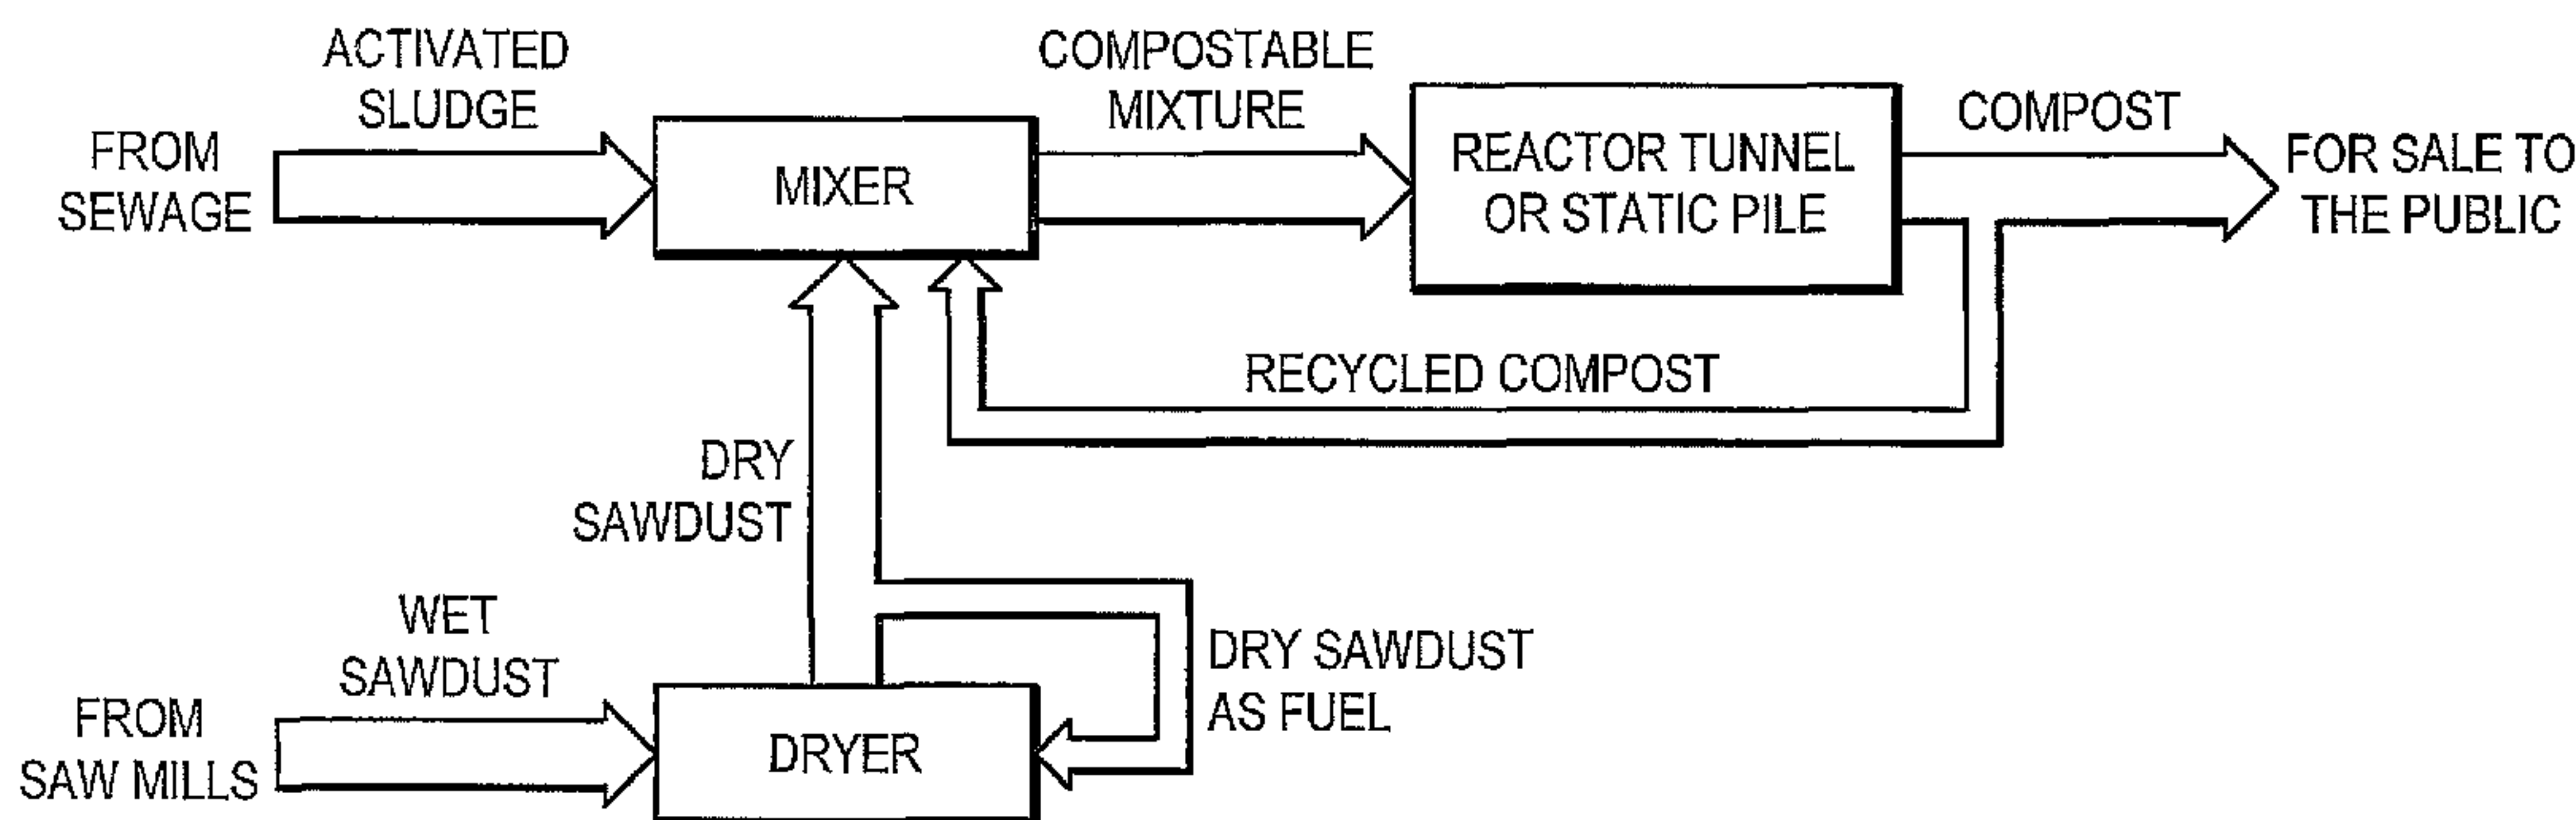 ACTIVATED
SLUDGE
FROM
SEWAGE
MIXER
COMPOSTABLE
MIXTURE
REACTOR TUNNEL
OR STATIC PILE
COMPOST
FOR SALE TO
THE PUBLIC
RECYCLED COMPOST
DRY
SAWDUST
WET
SAWDUST
FROM
SAW MILLS
DRYER
DRY SAWDUST
AS FUEL